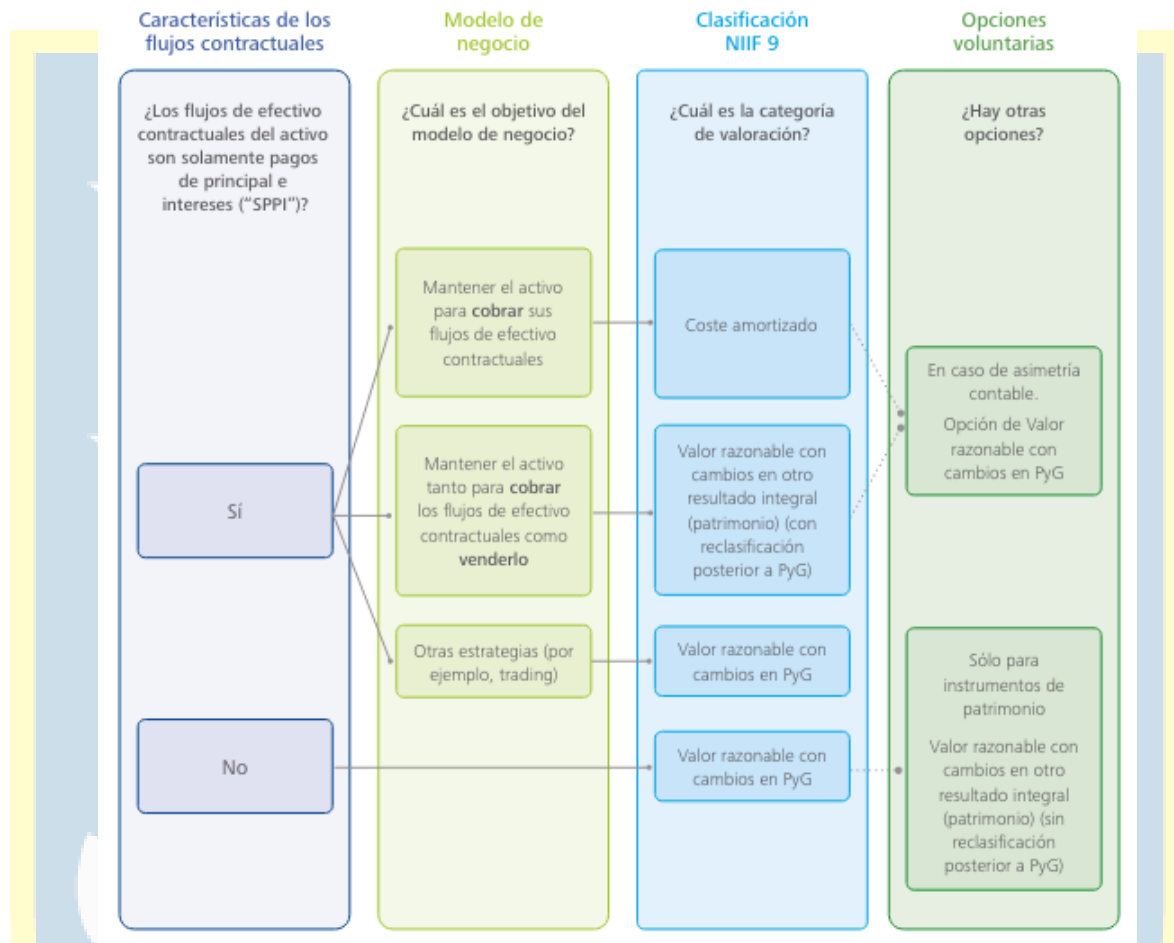 Características de los
flujos contractuales
¿Los flujos de efectivo
contractuales del activo
son solamente pagos
de principal e
intereses (“SPPI”)?
Sí
No
Modelo de
negocio
¿Cuál es el objetivo del
modelo de negocio?
Mantener el activo
para cobrar sus
flujos de efectivo
contractuales
Mantener el activo
tanto para cobrar
los flujos de efectivo
contractuales como
venderlo
Otras estrategias (por
ejemplo, trading)
Clasificación
NIIF 9
¿Cuál es la categoría
de valoración?
Coste amortizado
Valor razonable con
cambios en otro
resultado integral
(patrimonio) (con
reclasificación
posterior a PyG)
Valor razonable con
cambios en PyG
Valor razonable con
cambios en PyG
Opciones
voluntarias
¿Hay otras
opciones?
En caso de asimetría
contable.
Opción de Valor
razonable con
cambios en PyG
Sólo para
instrumentos de
patrimonio
Valor razonable con
cambios en otro
resultado integral
(patrimonio) (sin
reclasificación
posterior a PyG)